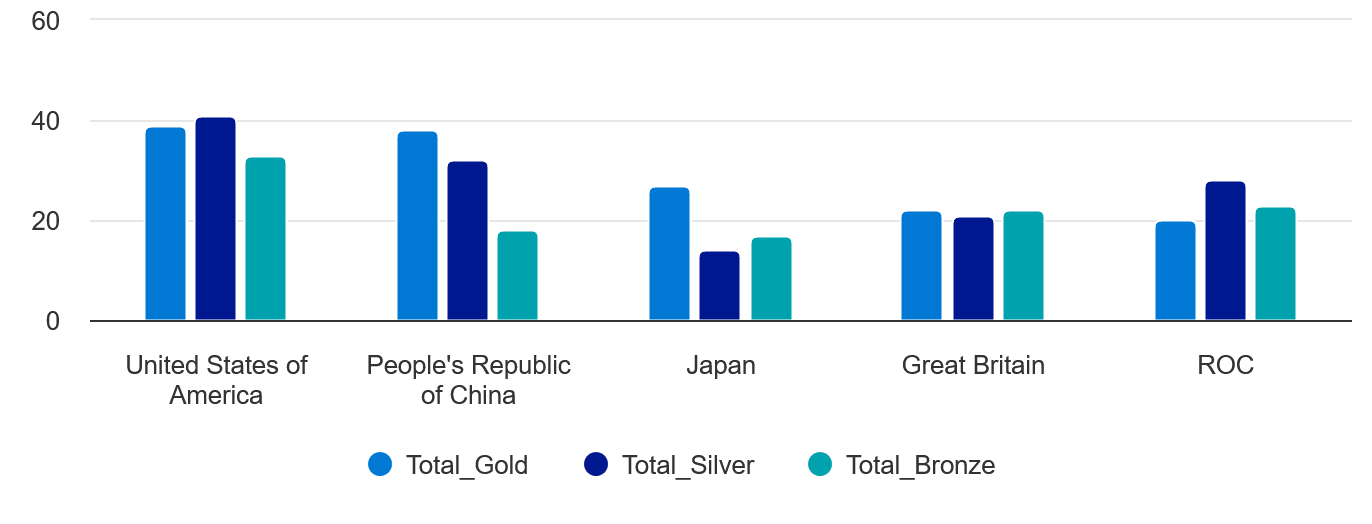 60
40
20
0
United States of
America
People's Republic
of China
Japan
Great Britain
ROC
Total_Gold
Total_Silver
Total_Bronze